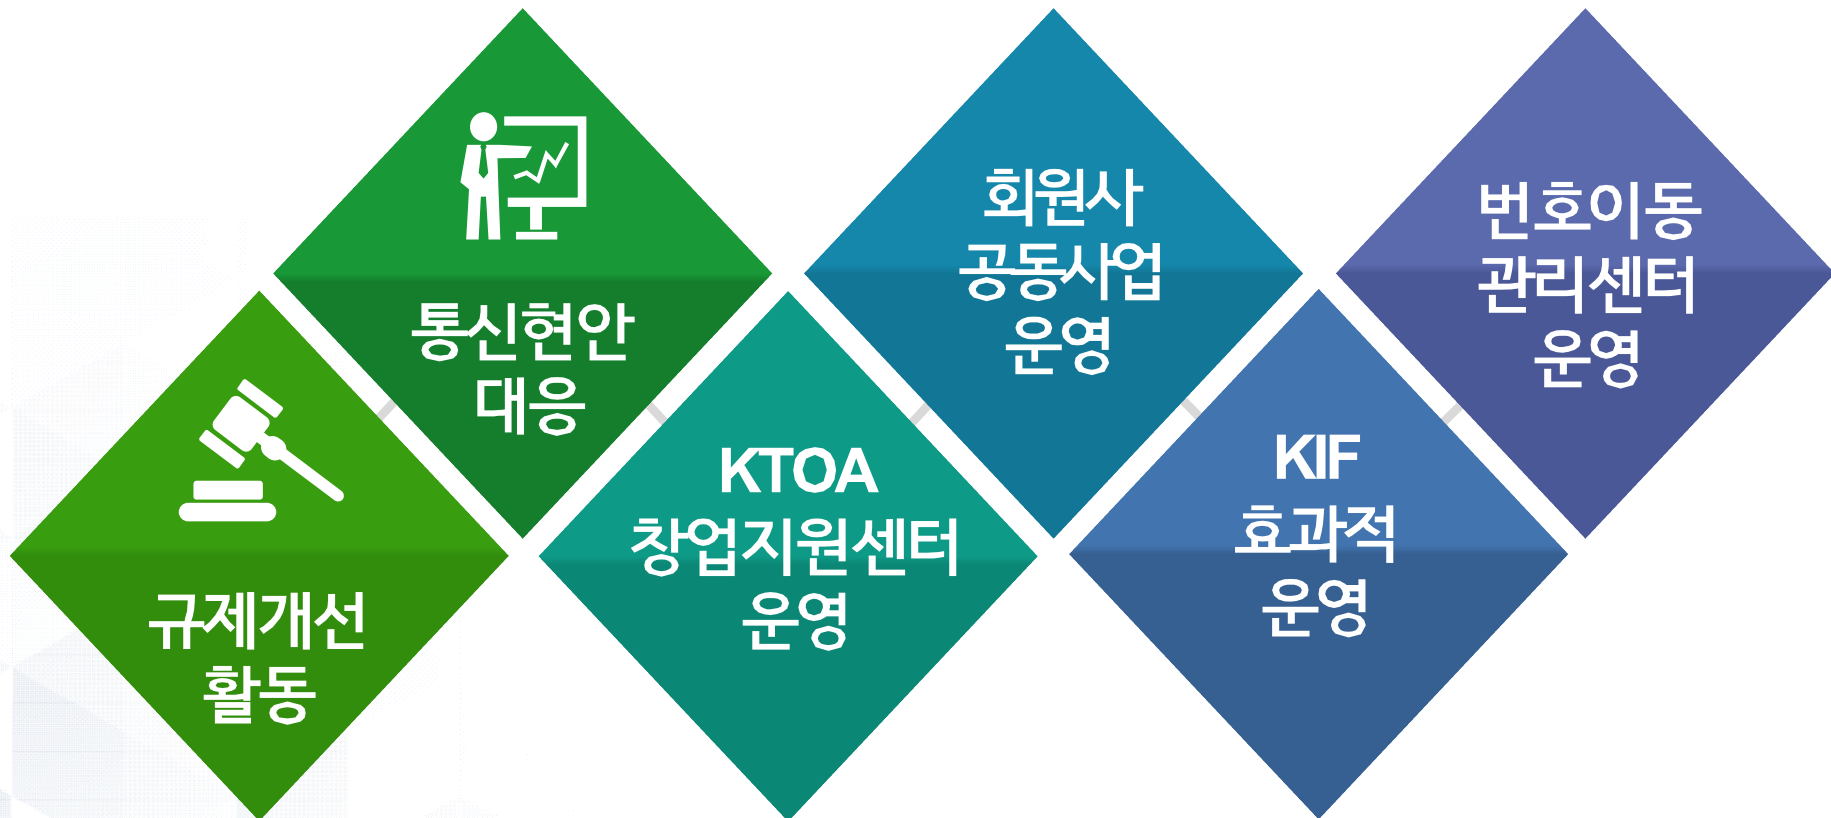 규제개선
활동
통신현안
대응
KTOA
창업지원센터
운영
회원사
공동사업
운영
KIF
효과적
운영
번호이동
관리센터
운영